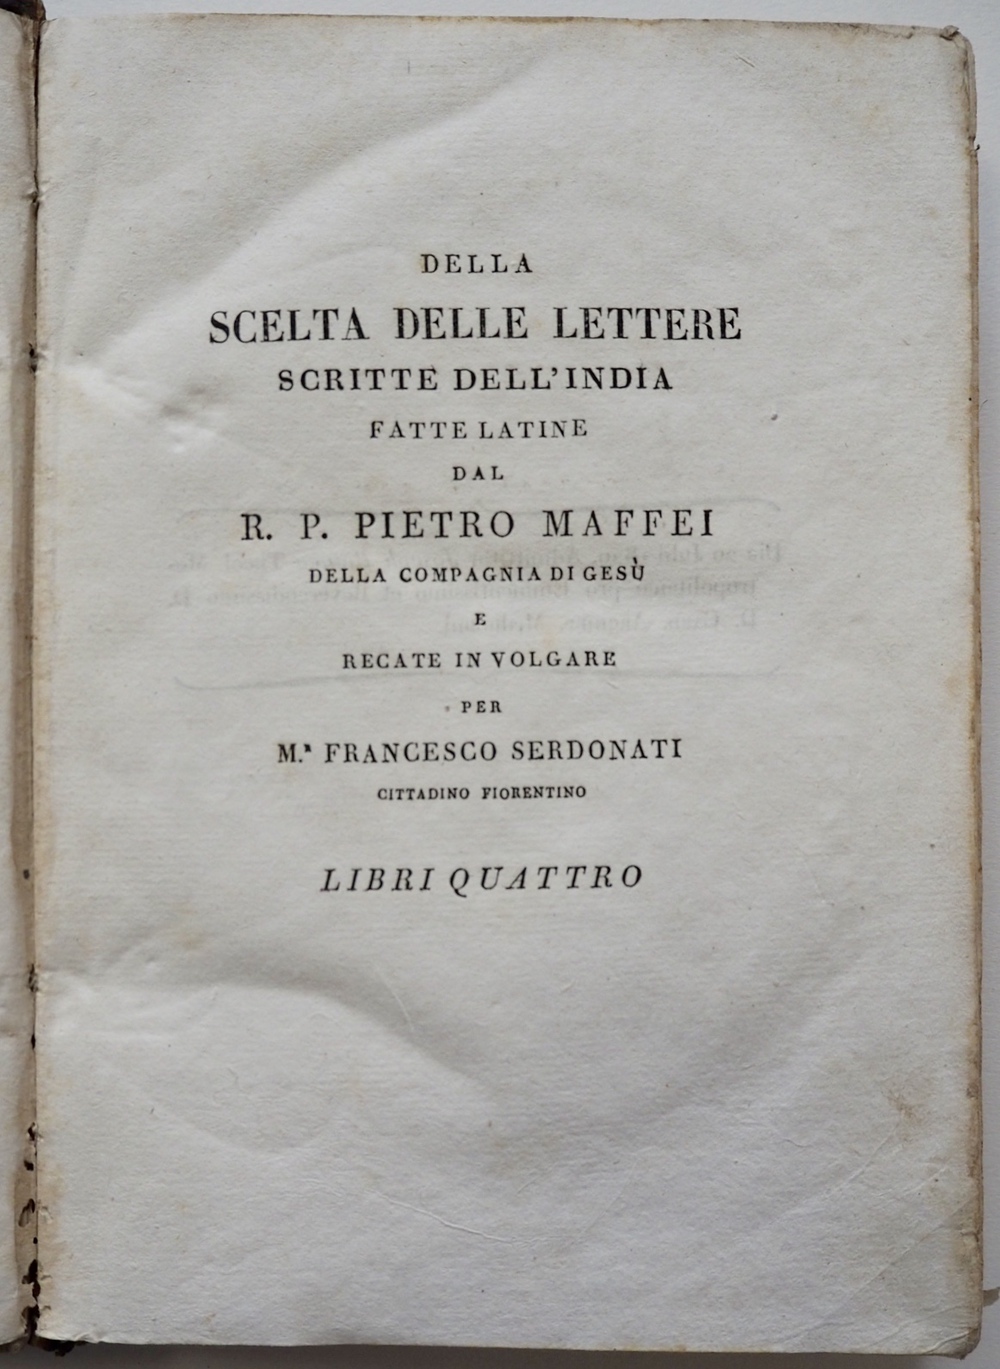 DELLA
SCELTA DELLE LETTERE
SCRITTE DELL'INDIA
FATTE LATINE
DAL
R. P. PIETRO MAFFEI
DELLA COMPAGNIA DI GESÙ
E
RECATE IN VOLGARE
PER
M.ʀ FRANCESCO SERDONATI
CITTADINO FIORENTINO
LIBRI QUATTRO